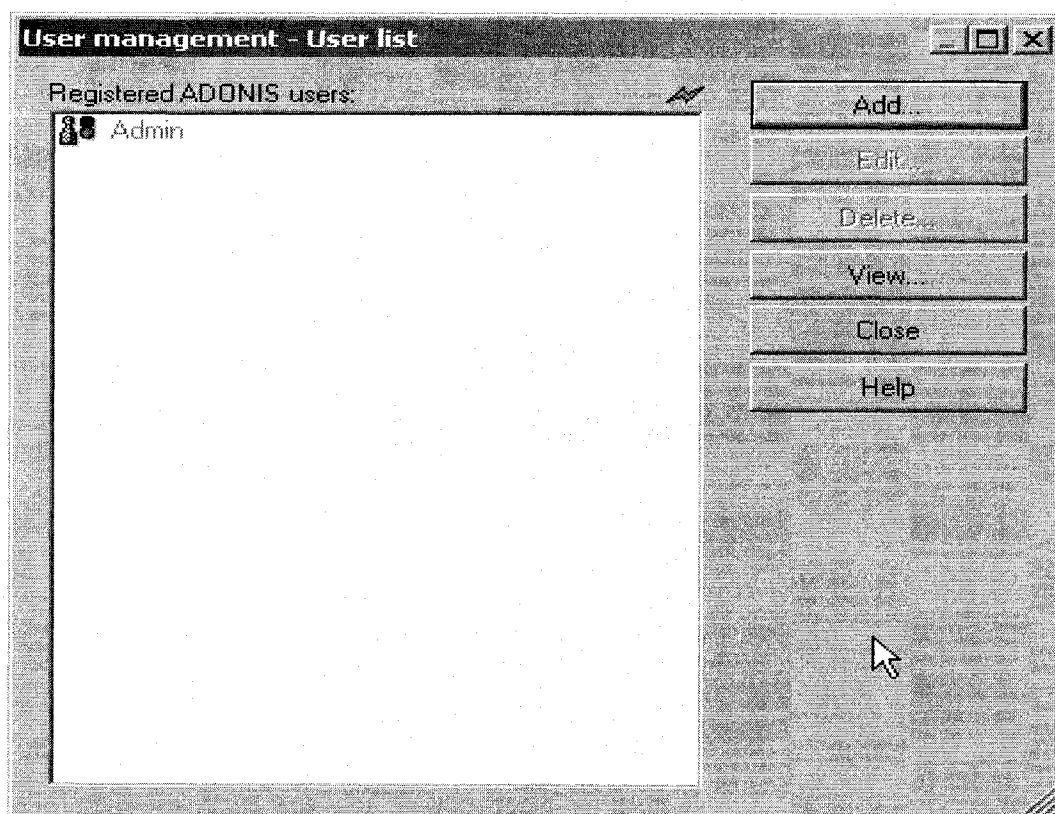 User management - User list
Registered ADONIS users:
Admin
Add...
Edit...
Delete...
View...
Close
Help